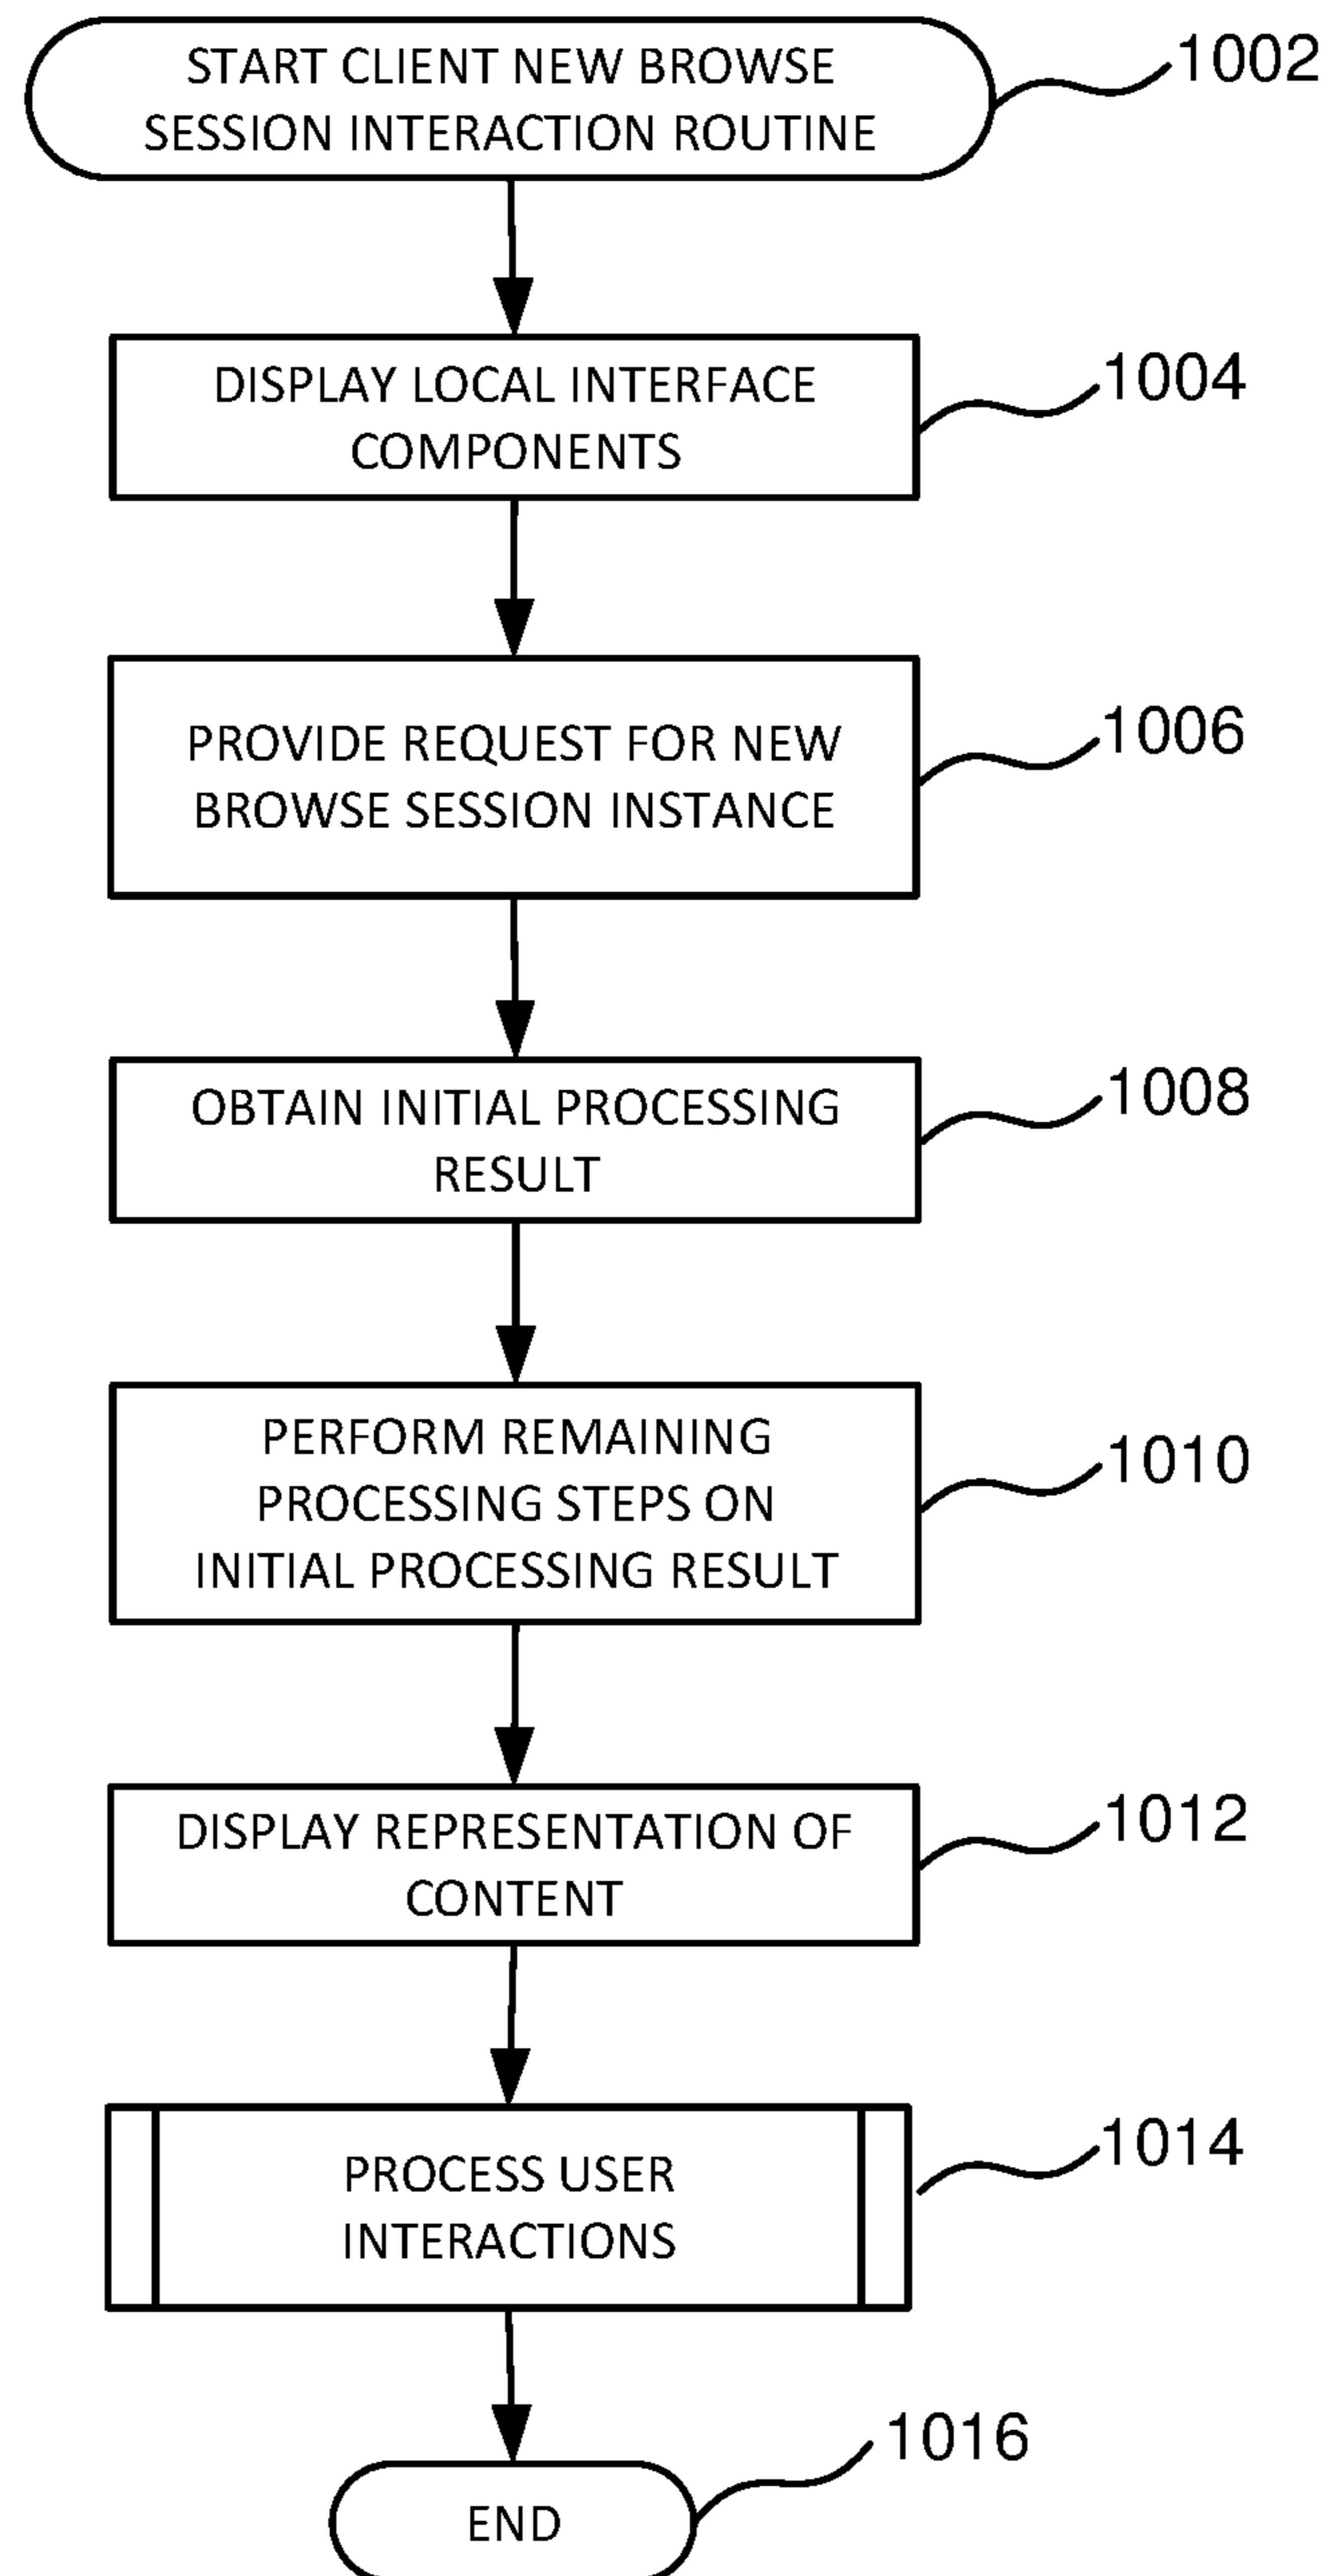 START CLIENT NEW BROWSE
SESSION INTERACTION ROUTINE
1002
DISPLAY LOCAL INTERFACE
COMPONENTS
1004
PROVIDE REQUEST FOR NEW
BROWSE SESSION INSTANCE
1006
OBTAIN INITIAL PROCESSING
RESULT
1008
PERFORM REMAINING
PROCESSING STEPS ON
INITIAL PROCESSING RESULT
1010
DISPLAY REPRESENTATION OF
CONTENT
1012
PROCESS USER
INTERACTIONS
1014
END
1016